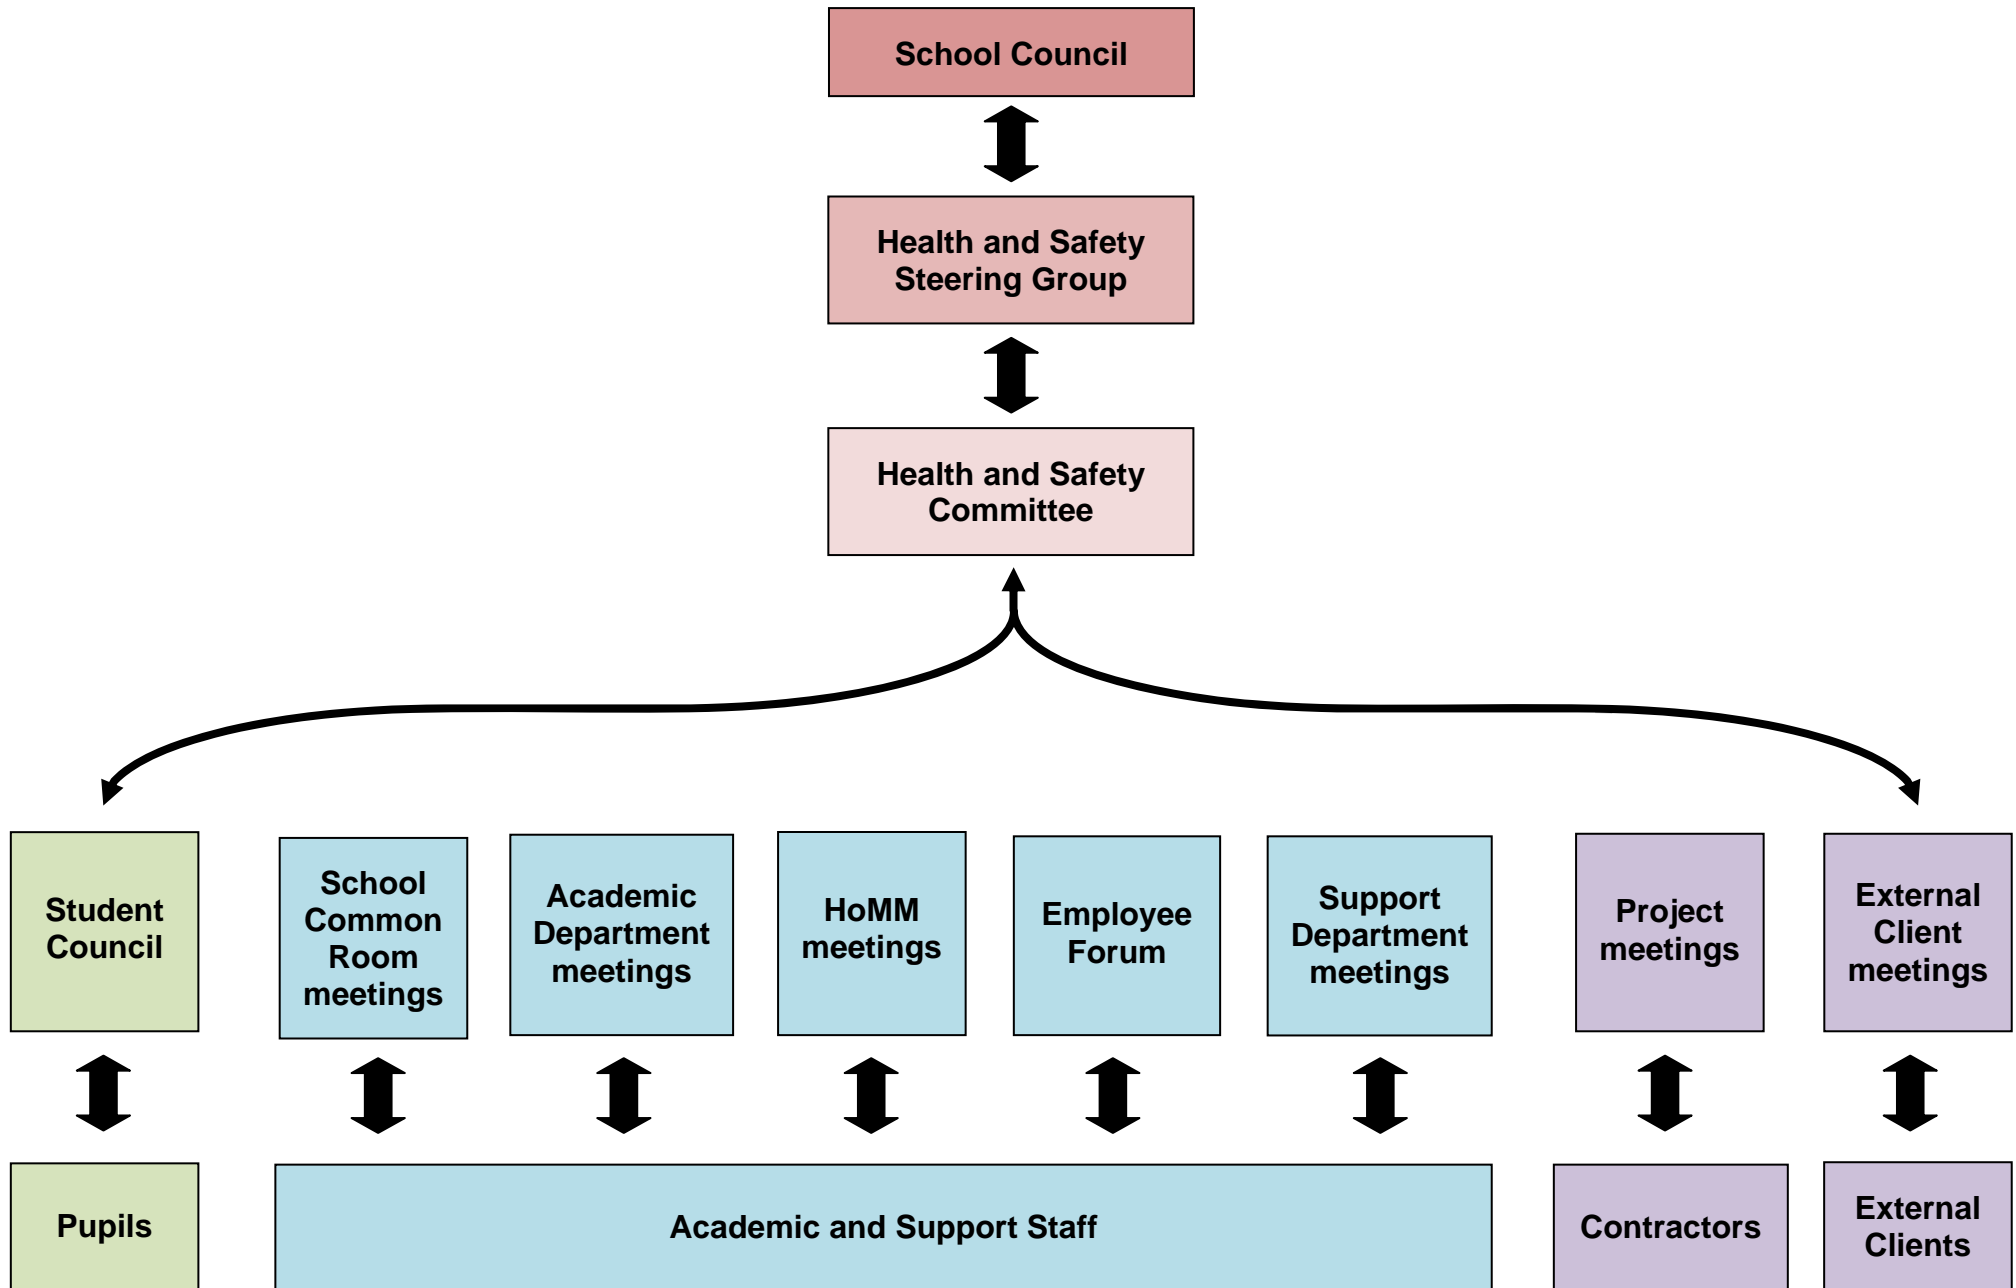 School Council
Health and Safety
Steering Group
Health and Safety
Committee
Student
Council
School
Common
Room
meetings
Academic
Department
meetings
HoMM
meetings
Employee
Forum
Support
Department
meetings
Project
meetings
External
Client
meetings
Pupils
Academic and Support Staff
Contractors
External
Clients